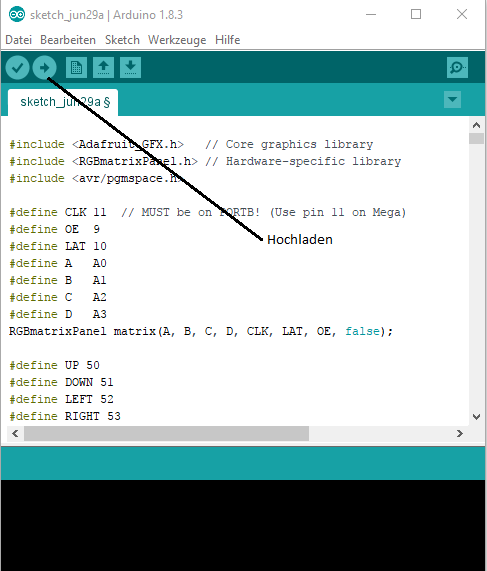 sketch_jun29a | Arduino 1.8.3
Datei Bearbeiten Sketch Werkzeuge Hilfe
sketch_jun29a §
#include <Adafruit_GFX.h>   // Core graphics library
#include <RGBmatrixPanel.h> // Hardware-specific library
#include <avr/pgmspace.h>
#define CLK 11  // MUST be on PORTB! (Use pin 11 on Mega)
#define OE  9
#define LAT 10
#define A   A0
#define B   A1
Hochladen
#define C   A2
#define D   A3
RGBmatrixPanel matrix(A, B, C, D, CLK, LAT, OE, false);
#define UP 50
#define DOWN 51
#define LEFT 52
#define RIGHT 53